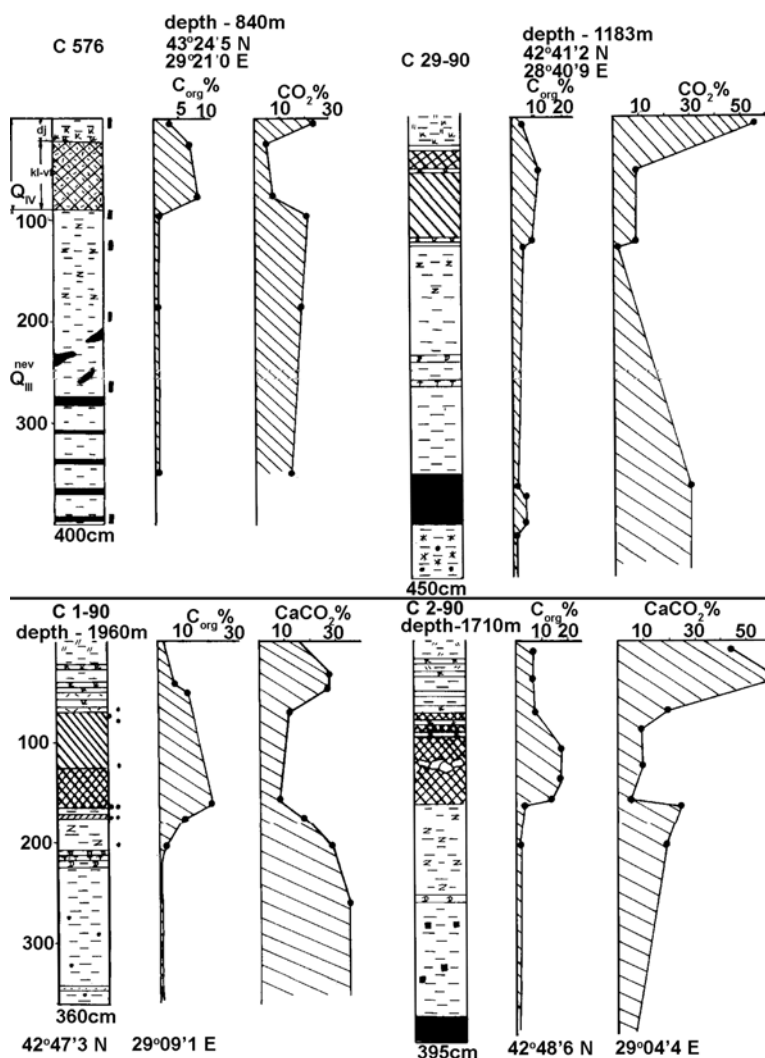 C 576
depth - 840m
43°24'5 N
29°21'0 E
C org %
5 10
CO2%
10 30
dj
kl-vt
Q IV
100
200
nev
Q III
300
400cm
C 29-90
depth - 1183m
42°41'2 N
28°40'9 E
C org %
10 20
CO2%
10 30 50
450cm
C 1-90
depth - 1960m
C org %
10 30
CaCO2%
10 30
100
200
300
360cm
42°47'3 N 29°09'1 E
C 2-90
depth-1710m
C org %
10 20
CaCO2%
10 30 50
395cm
42°48'6 N 29°04'4 E